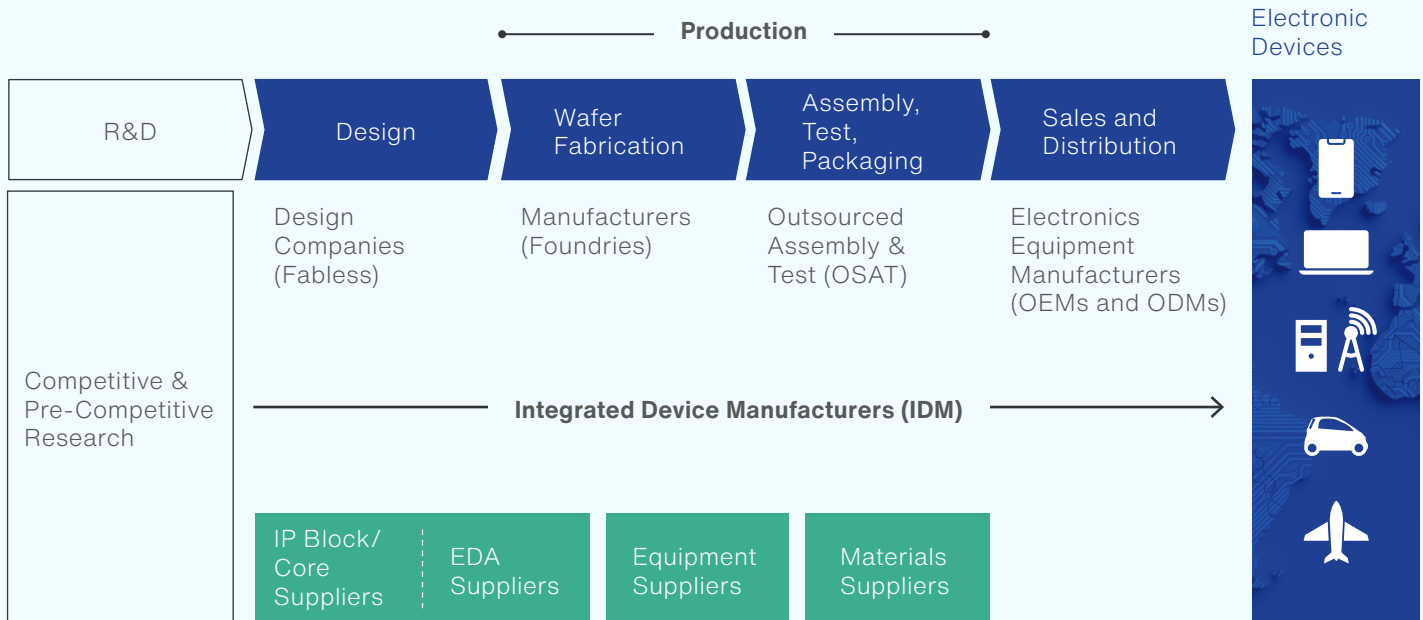 Production
Electronic
Devices
R&D
Design
Wafer
Fabrication
Assembly,
Test,
Packaging
Sales and
Distribution
Design
Companies
(Fabless)
Manufacturers
(Foundries)
Outsourced
Assembly &
Test (OSAT)
Electronics
Equipment
Manufacturers
(OEMs and ODMs)
Competitive &
Pre-Competitive
Research
Integrated Device Manufacturers (IDM)
IP Block/
Core
Suppliers
EDA
Suppliers
Equipment
Suppliers
Materials
Suppliers